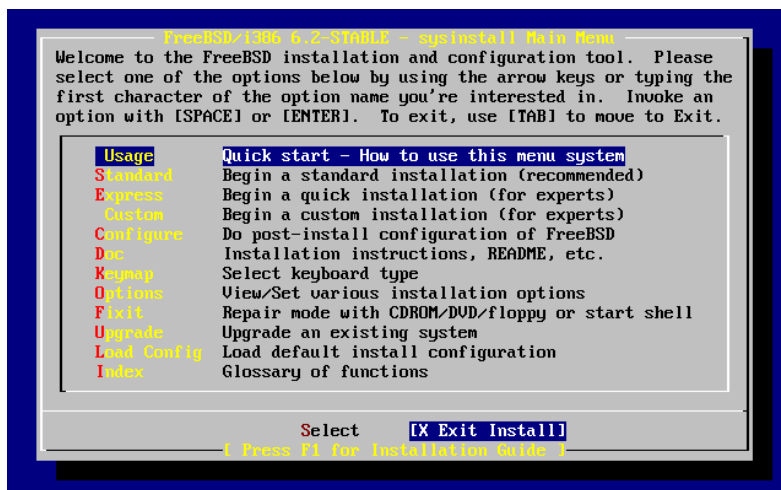 FreeBSD/i386 6.2-STABLE - sysinstall Main Menu
Welcome to the FreeBSD installation and configuration tool.  Please
select one of the options below by using the arrow keys or typing the
first character of the option name you're interested in.  Invoke an
option with [SPACE] or [ENTER].  To exit, use [TAB] to move to Exit.
Usage Quick start - How to use this menu system
Standard Begin a standard installation (recommended)
Express Begin a quick installation (for experts)
Custom Begin a custom installation (for experts)
Configure Do post-install configuration of FreeBSD
Doc Installation instructions, README, etc.
Keymap Select keyboard type
Options View/Set various installation options
Fixit Repair mode with CDROM/DVD/floppy or start shell
Upgrade Upgrade an existing system
Load Config Load default install configuration
Index Glossary of functions
Select [X Exit Install]
[ Press F1 for Installation Guide ]